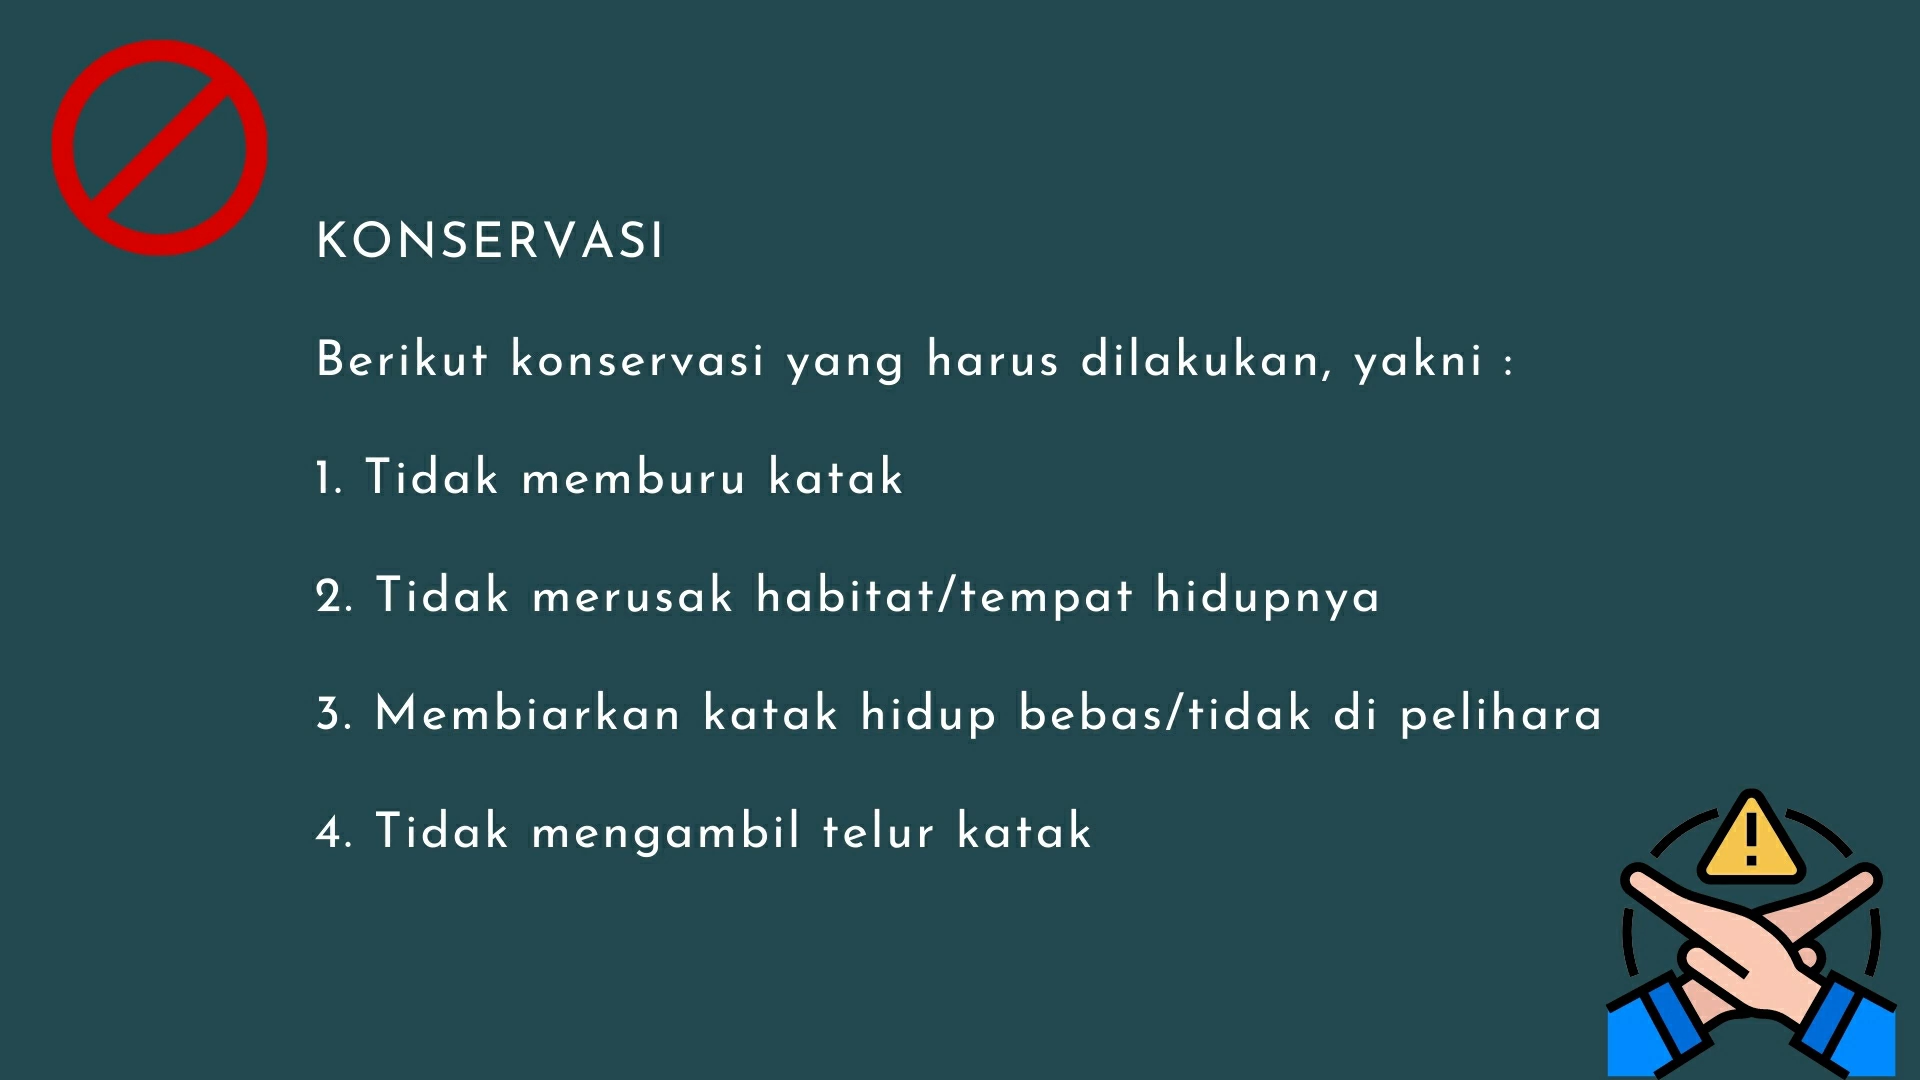 KONSERVASI
Berikut konservasi yang harus dilakukan, yakni :
1. Tidak memburu katak
2. Tidak merusak habitat/tempat hidupnya
3. Membiarkan katak hidup bebas/tidak di pelihara
4. Tidak mengambil telur katak